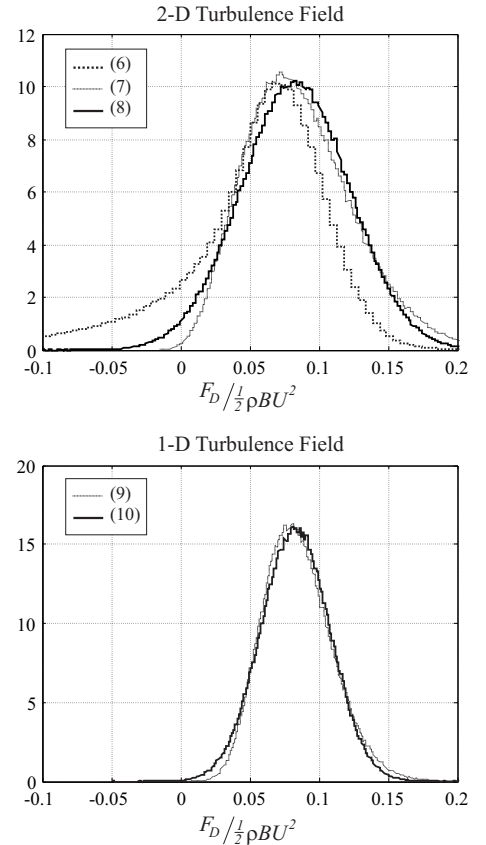 2-D Turbulence Field
12
10
8
6
4
2
0
(6)
(7)
(8)
-0.1 -0.05 0 0.05 0.1 0.15 0.2
F_D / ½ρBU²
1-D Turbulence Field
20
15
10
5
0
(9)
(10)
-0.1 -0.05 0 0.05 0.1 0.15 0.2
F_D / ½ρBU²